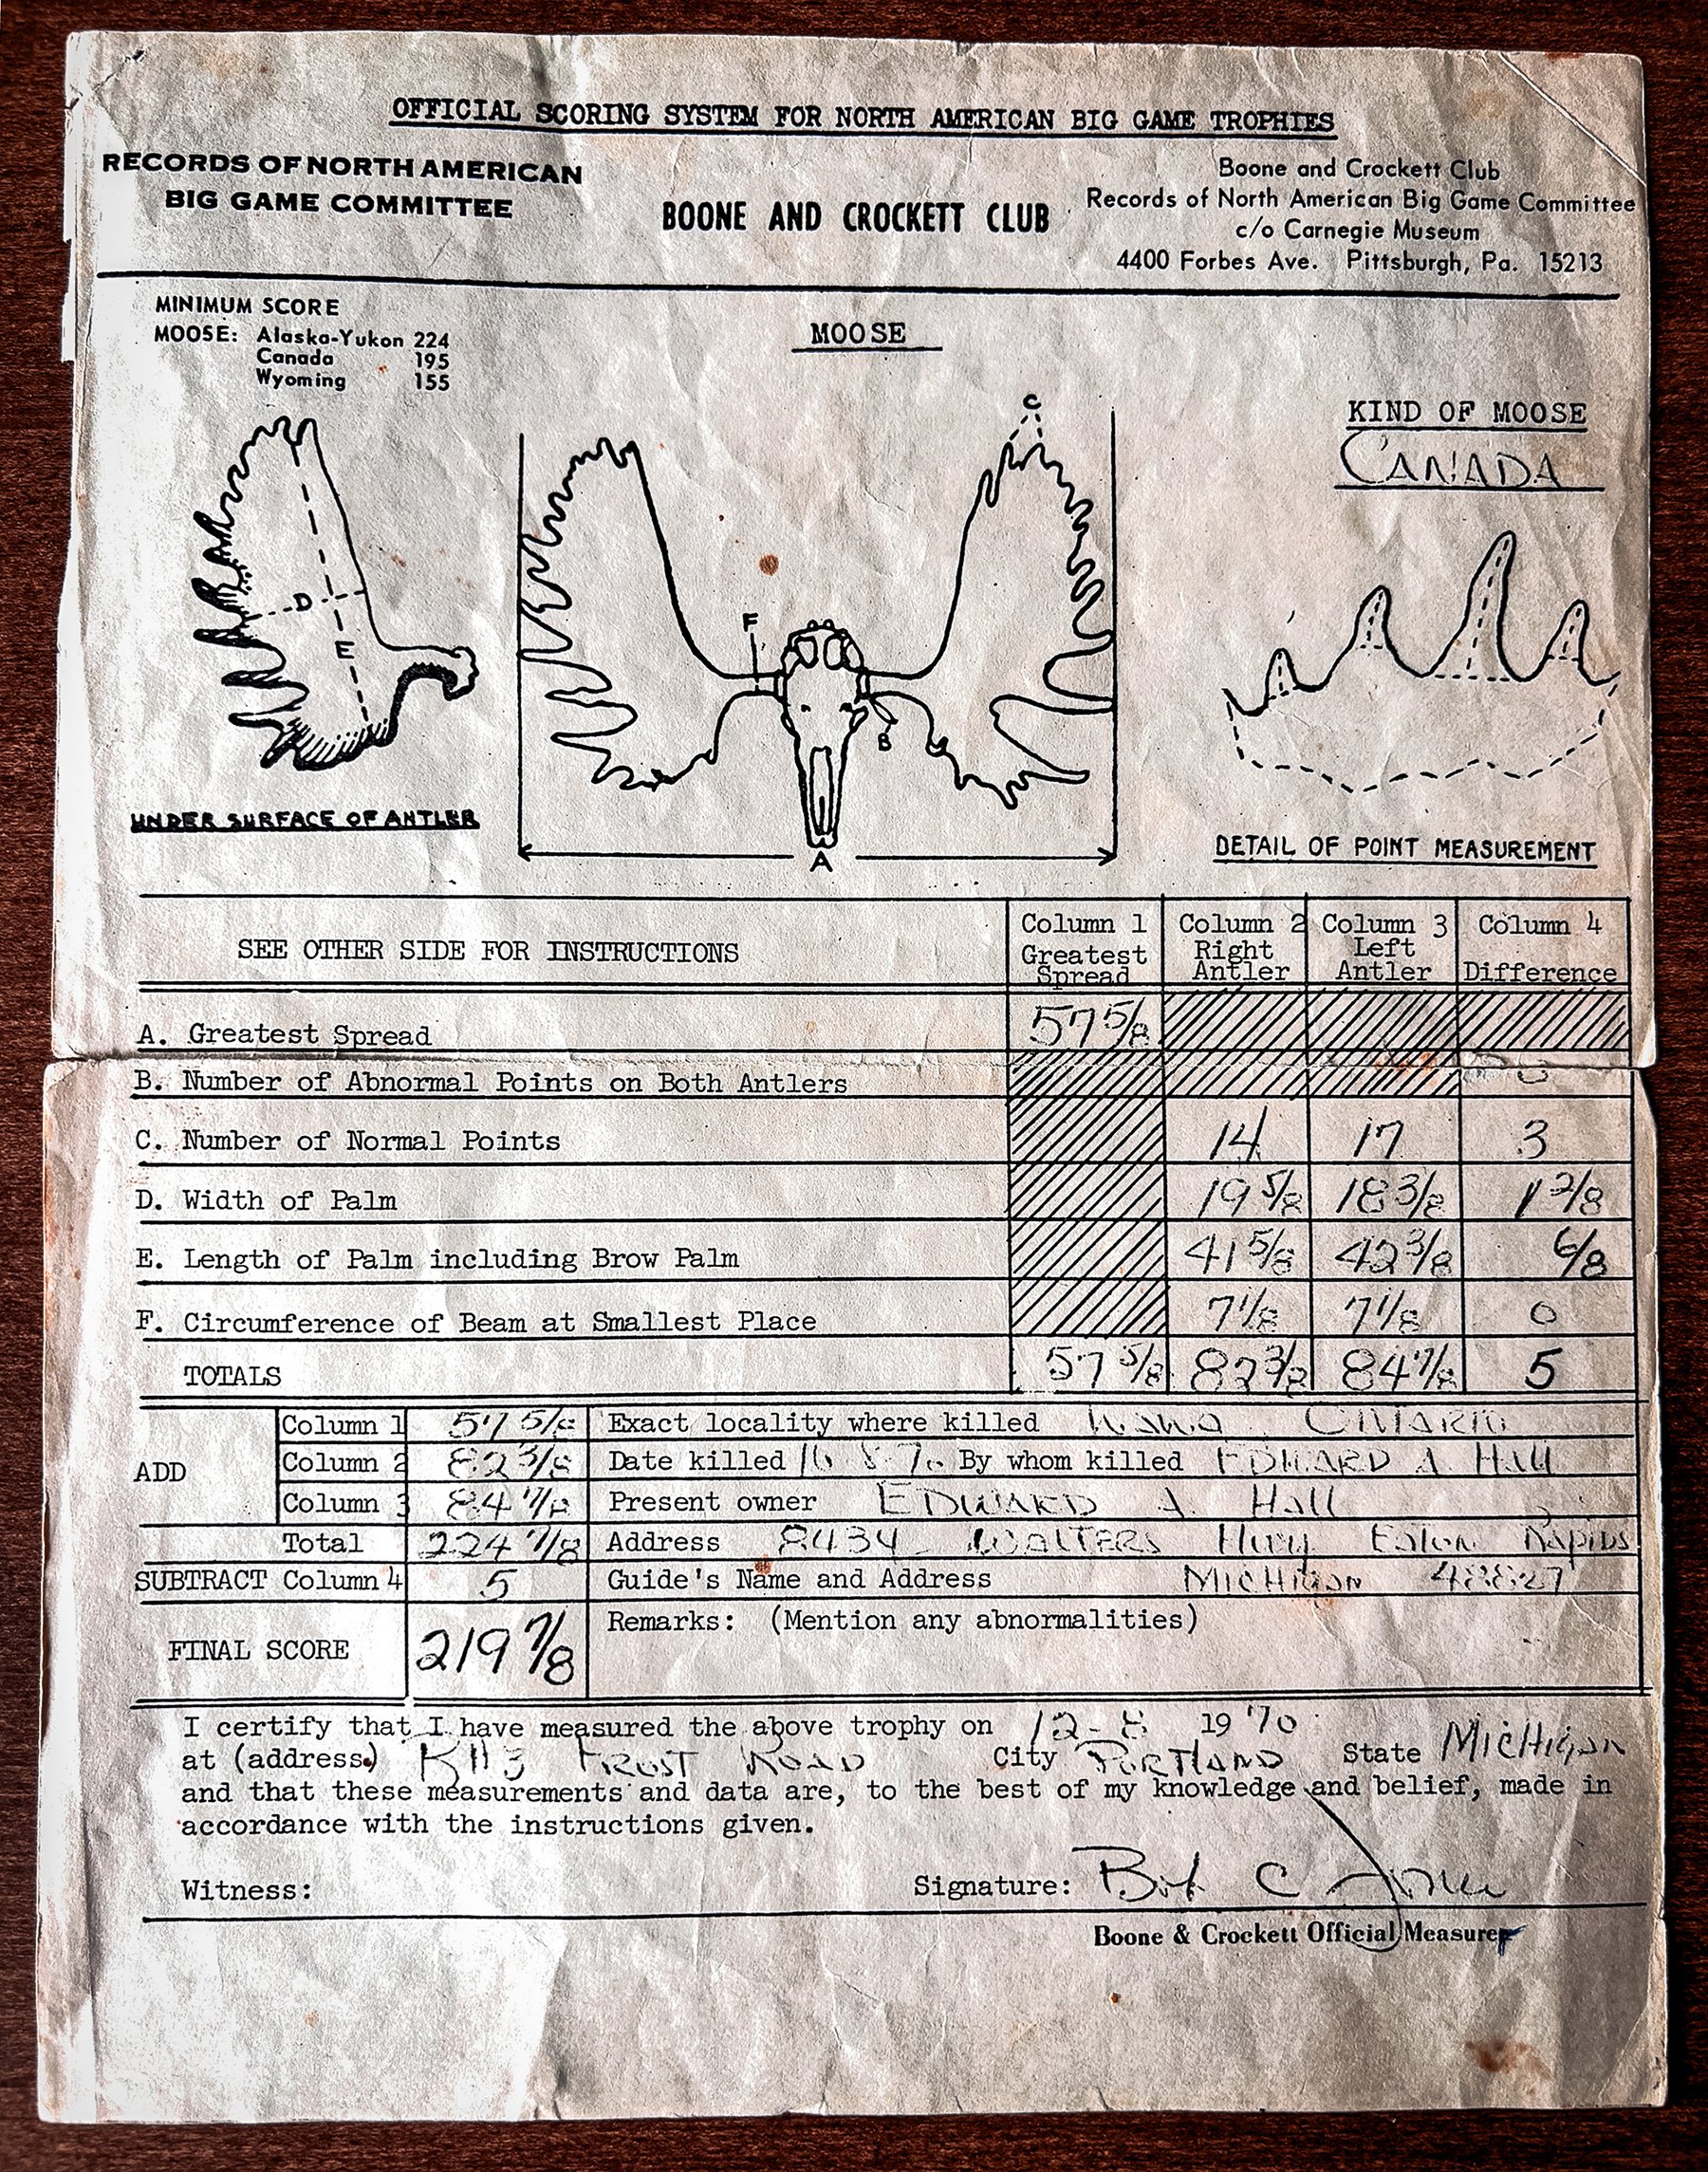 OFFICIAL SCORING SYSTEM FOR NORTH AMERICAN BIG GAME TROPHIES
RECORDS OF NORTH AMERICAN
BIG GAME COMMITTEE
BOONE AND CROCKETT CLUB
Boone and Crockett Club
Records of North American Big Game Committee
c/o Carnegie Museum
4400 Forbes Ave. Pittsburgh, Pa. 15213
MINIMUM SCORE
MOOSE: Alaska-Yukon 224
Canada 195
Wyoming 155
MOOSE
KIND OF MOOSE
CANADA
C
D
E
F
B
A
UNDER SURFACE OF ANTLER
DETAIL OF POINT MEASUREMENT
SEE OTHER SIDE FOR INSTRUCTIONS
Column 1 Greatest Spread
Column 2 Right Antler
Column 3 Left Antler
Column 4 Difference
A. Greatest Spread 57 5/8
B. Number of Abnormal Points on Both Antlers 0
C. Number of Normal Points 14 17 3
D. Width of Palm 19 5/8 18 3/8 1 2/8
E. Length of Palm including Brow Palm 41 5/8 42 3/8 6/8
F. Circumference of Beam at Smallest Place 7 1/8 7 1/8 0
TOTALS 57 5/8 82 3/8 84 7/8 5
ADD
Column 1 57 5/8 Exact locality where killed Ontario
Column 2 82 3/8 Date killed By whom killed EDWARD A. Hall
Column 3 84 7/8 Present owner EDWARD A. Hall
Total 224 7/8 Address 8434 WALTERS Hwy Eaton Rapids
SUBTRACT Column 4 5 Guide's Name and Address MICHIGAN 48827
FINAL SCORE 219 7/8 Remarks: (Mention any abnormalities)
I certify that I have measured the above trophy on 12-8 19 70
at (address) FROST ROAD City PORTLAND State MICHIGAN
and that these measurements and data are, to the best of my knowledge and belief, made in
accordance with the instructions given.
Witness: Signature: Bob C
Boone & Crockett Official Measurer